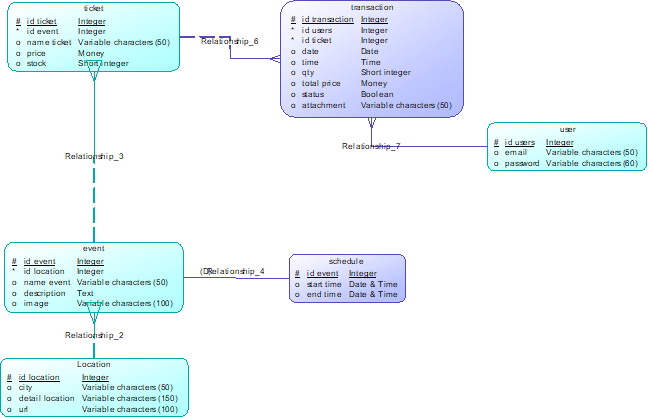 ticket
# id ticket Integer
* id event Integer
o name ticket Variable characters (50)
o price Money
o stock Short integer
transaction
# id transaction Integer
* id users Integer
* id ticket Integer
o date Date
o time Time
o qty Short integer
o total price Money
o status Boolean
o attachment Variable characters (50)
Relationship_6
Relationship_7
user
# id users Integer
o email Variable characters (50)
o password Variable characters (60)
Relationship_3
event
# id event Integer
* id location Integer
o name event Variable characters (50)
o description Text
o image Variable characters (100)
(D) Relationship_4
schedule
# id event Integer
o start time Date & Time
o end time Date & Time
Relationship_2
Location
# id location Integer
o city Variable characters (50)
o detail location Variable characters (150)
o url Variable characters (100)